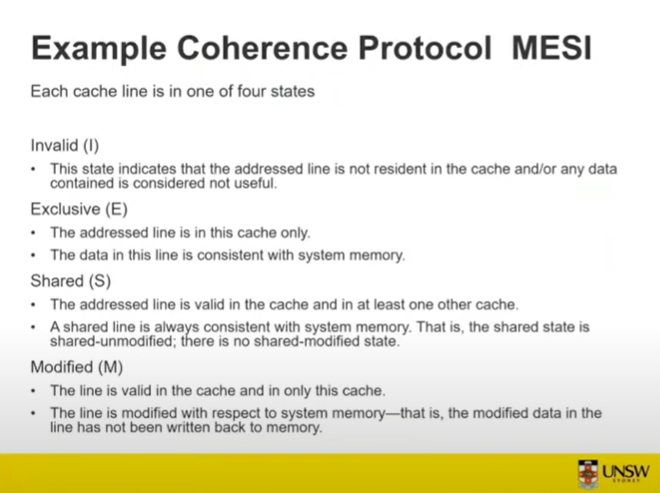 Example Coherence Protocol  MESI
Each cache line is in one of four states
Invalid (I)
• This state indicates that the addressed line is not resident in the cache and/or any data
contained is considered not useful.
Exclusive (E)
• The addressed line is in this cache only.
• The data in this line is consistent with system memory.
Shared (S)
• The addressed line is valid in the cache and in at least one other cache.
• A shared line is always consistent with system memory. That is, the shared state is
shared-unmodified; there is no shared-modified state.
Modified (M)
• The line is valid in the cache and in only this cache.
• The line is modified with respect to system memory—that is, the modified data in the
line has not been written back to memory.
UNSW
SYDNEY